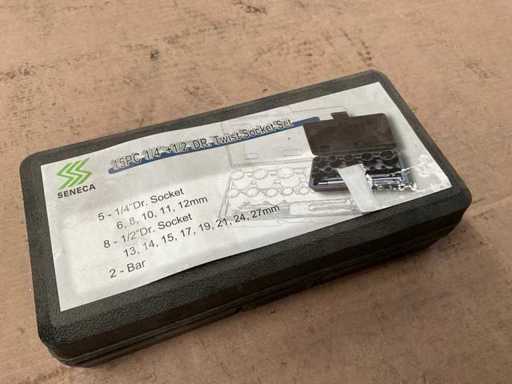 15PC 1/4"+1/2"DR. Twist Socket Set
SENECA
5 - 1/4"Dr. Socket
6, 8, 10, 11, 12mm
8 - 1/2"Dr. Socket
13, 14, 15, 17, 19, 21, 24, 27mm
2 - Bar